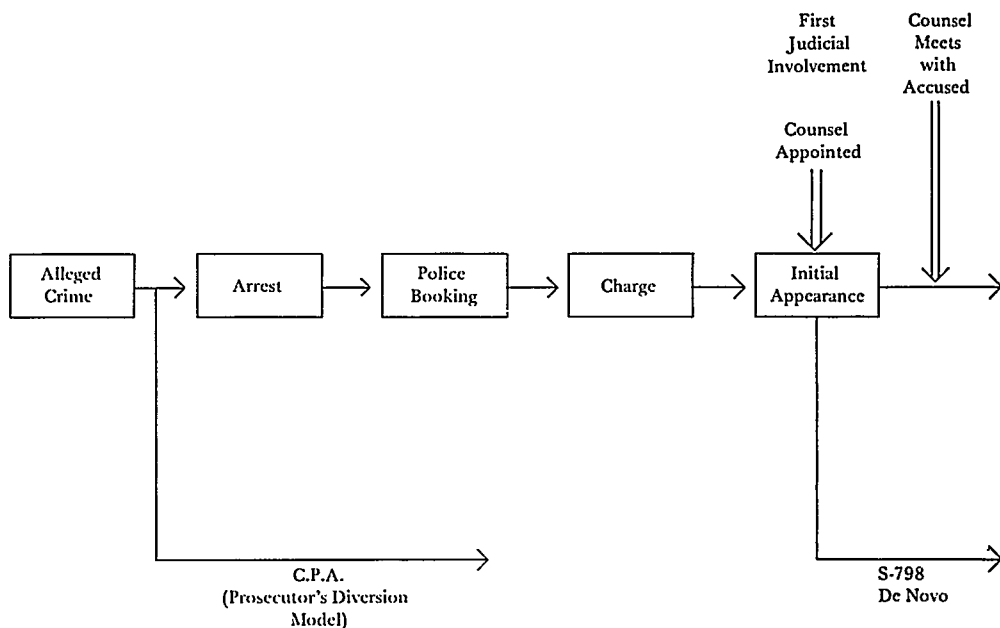 First
Judicial
Involvement
Counsel
Appointed
Counsel
Meets
with
Accused
Alleged
Crime
Arrest
Police
Booking
Charge
Initial
Appearance
C.P.A.
(Prosecutor's Diversion
Model)
S-798
De Novo